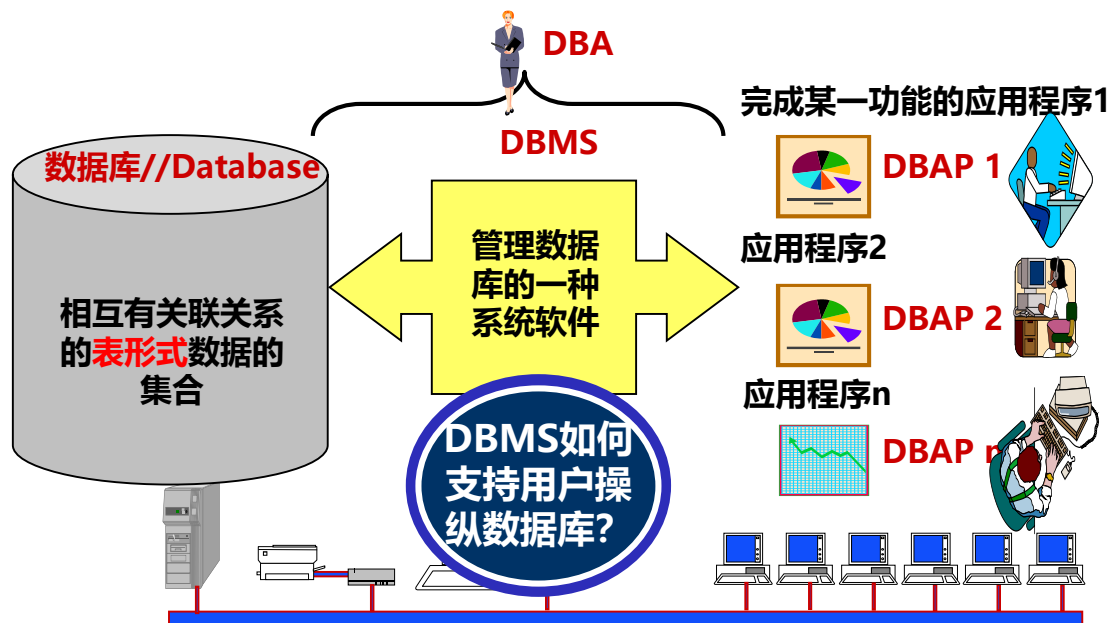 DBA
DBMS
完成某一功能的应用程序1
数据库//Database
DBAP 1
管理数据
库的一种
系统软件
应用程序2
相互有关联关系
的表形式数据的
集合
DBAP 2
应用程序n
DBMS如何
支持用户操
纵数据库?
DBAP n